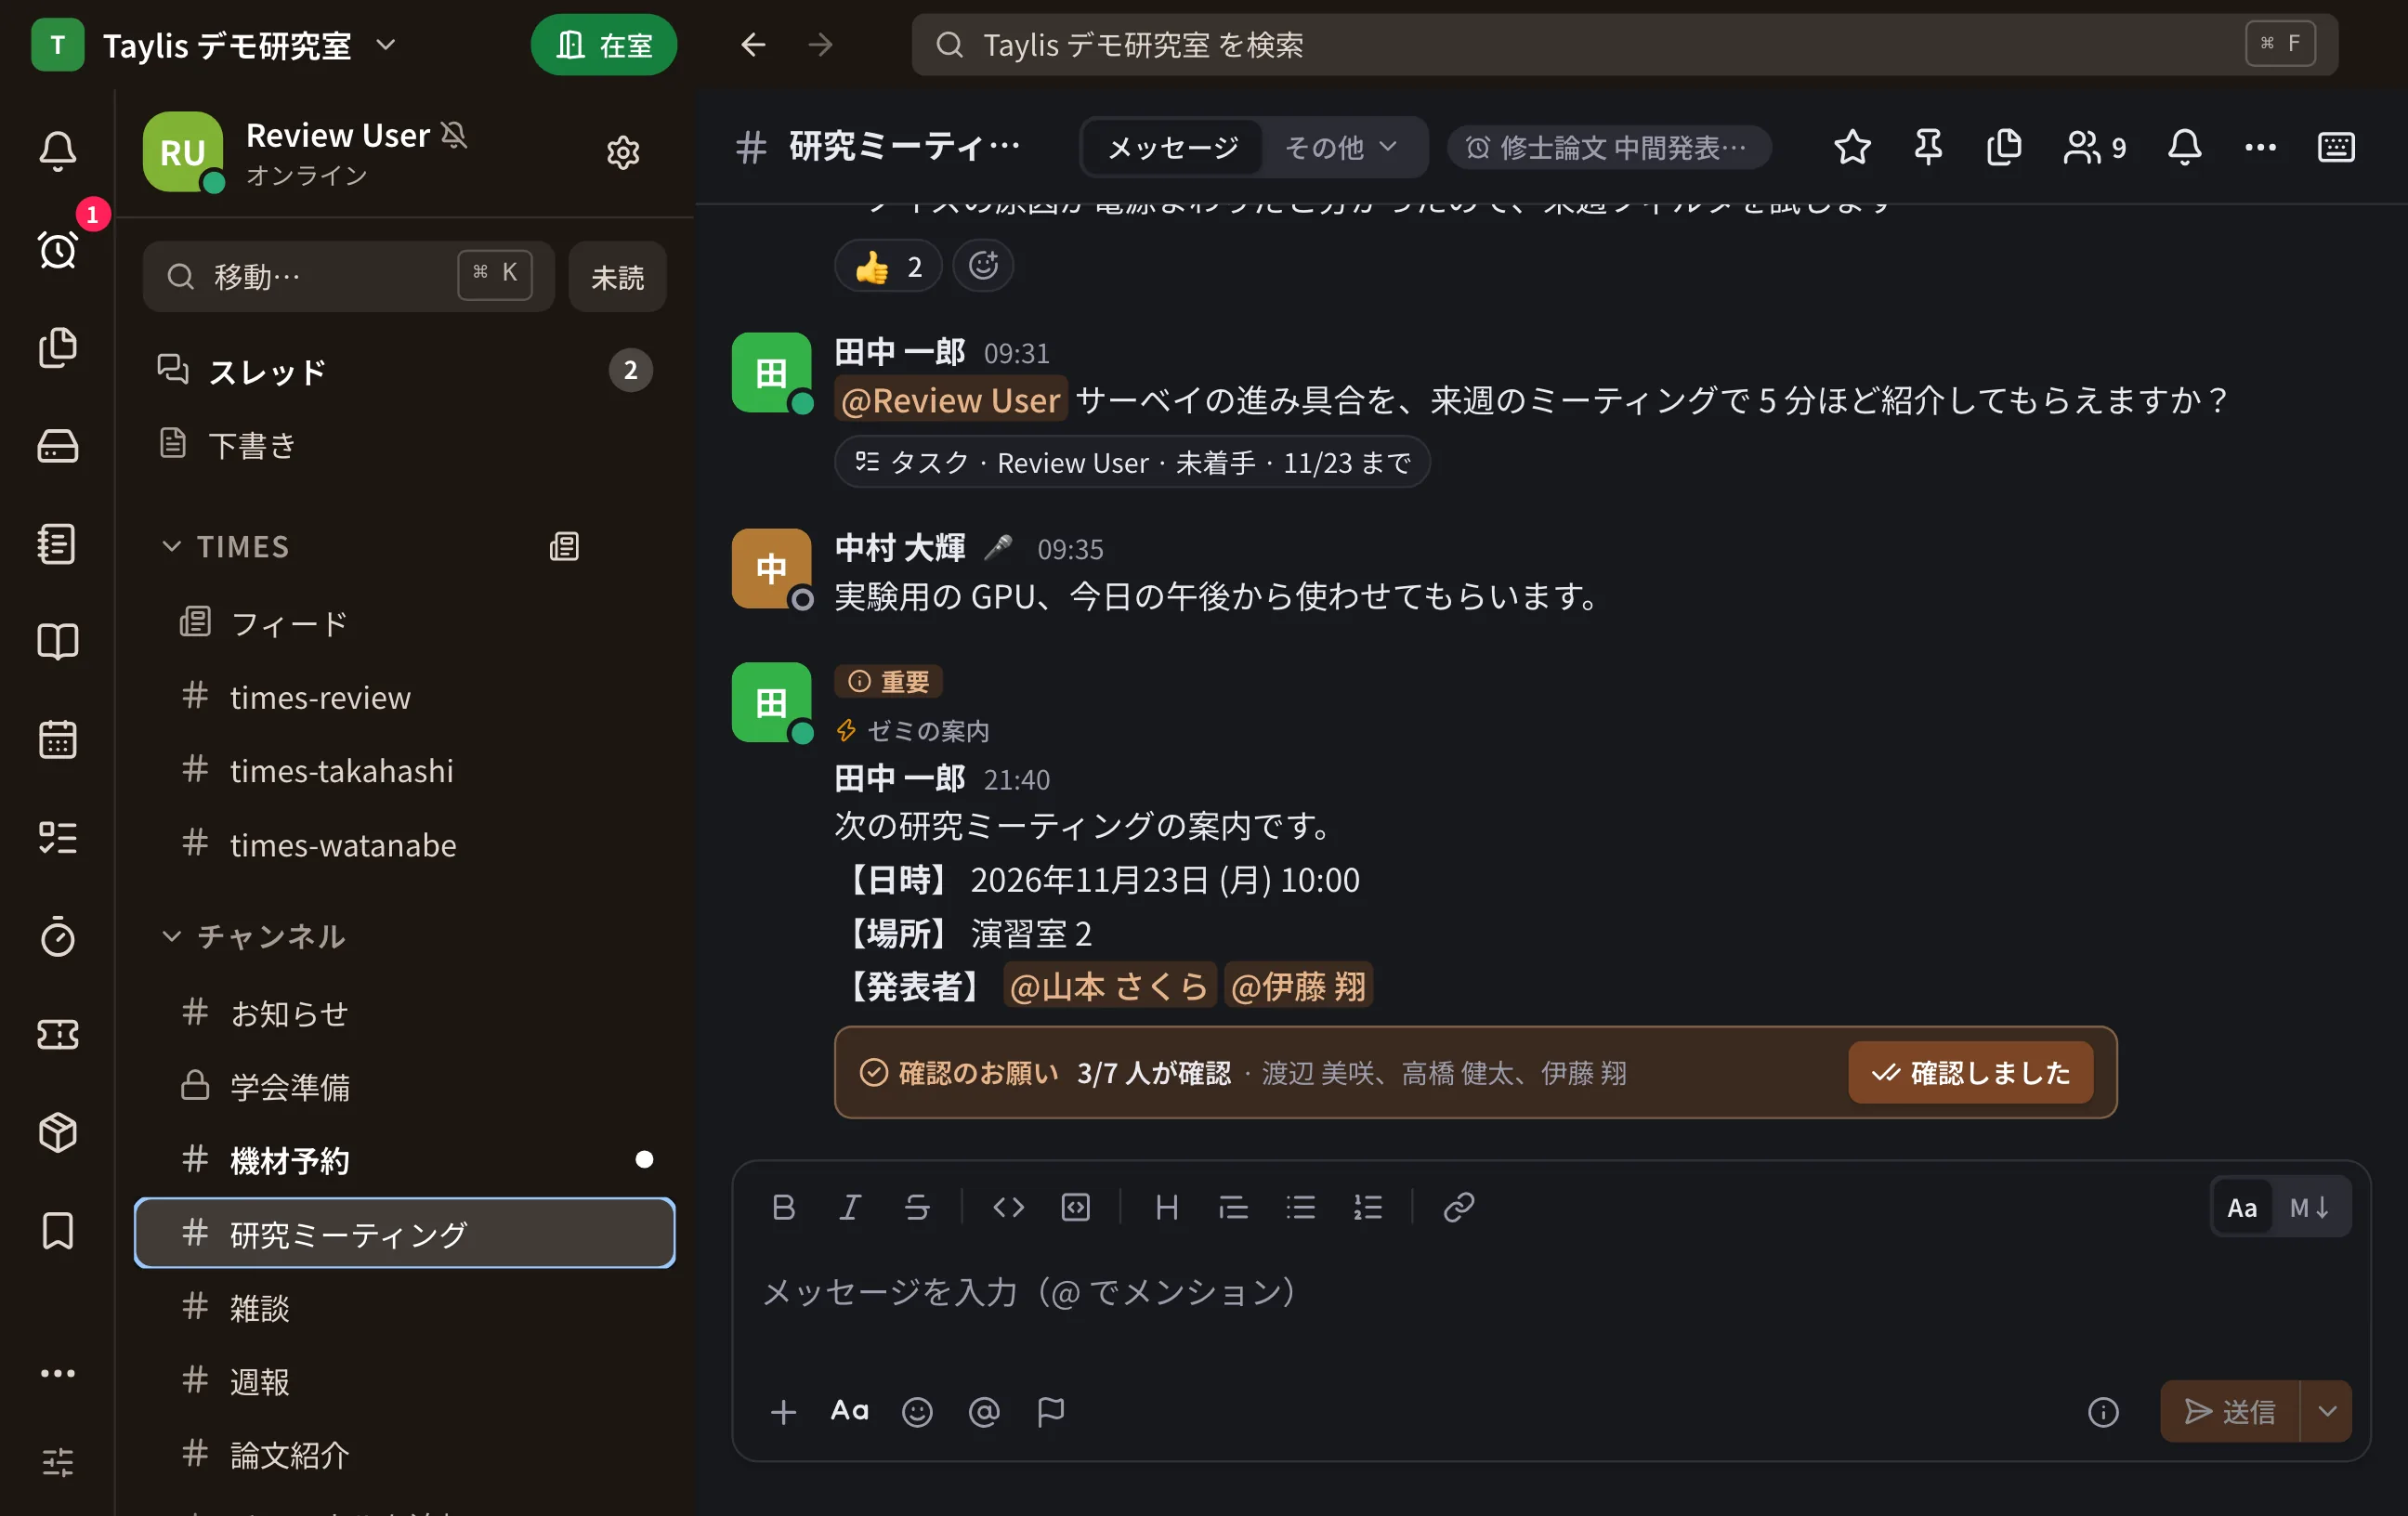 T Taylis デモ研究室
在室
Taylis デモ研究室 を検索
⌘ F
RU Review User
オンライン
1
移動…
⌘ K
未読
スレッド 2
下書き
TIMES
フィード
# times-review
# times-takahashi
# times-watanabe
チャンネル
# お知らせ
学会準備
# 機材予約
# 研究ミーティング
# 雑談
# 週報
# 論文紹介
# 研究ミーティ…
メッセージ
その他
修士論文 中間発表…
9
👍 2
田
田中 一郎 09:31
@Review User サーベイの進み具合を、来週のミーティングで 5 分ほど紹介してもらえますか？
タスク · Review User · 未着手 · 11/23 まで
中
中村 大輝 🎤 09:35
実験用の GPU、今日の午後から使わせてもらいます。
田
重要
ゼミの案内
田中 一郎 21:40
次の研究ミーティングの案内です。
【日時】 2026年11月23日 (月) 10:00
【場所】 演習室 2
【発表者】 @山本 さくら @伊藤 翔
確認のお願い 3/7 人が確認 · 渡辺 美咲、高橋 健太、伊藤 翔
確認しました
B I S H
Aa M↓
メッセージを入力（@ でメンション）
Aa
送信